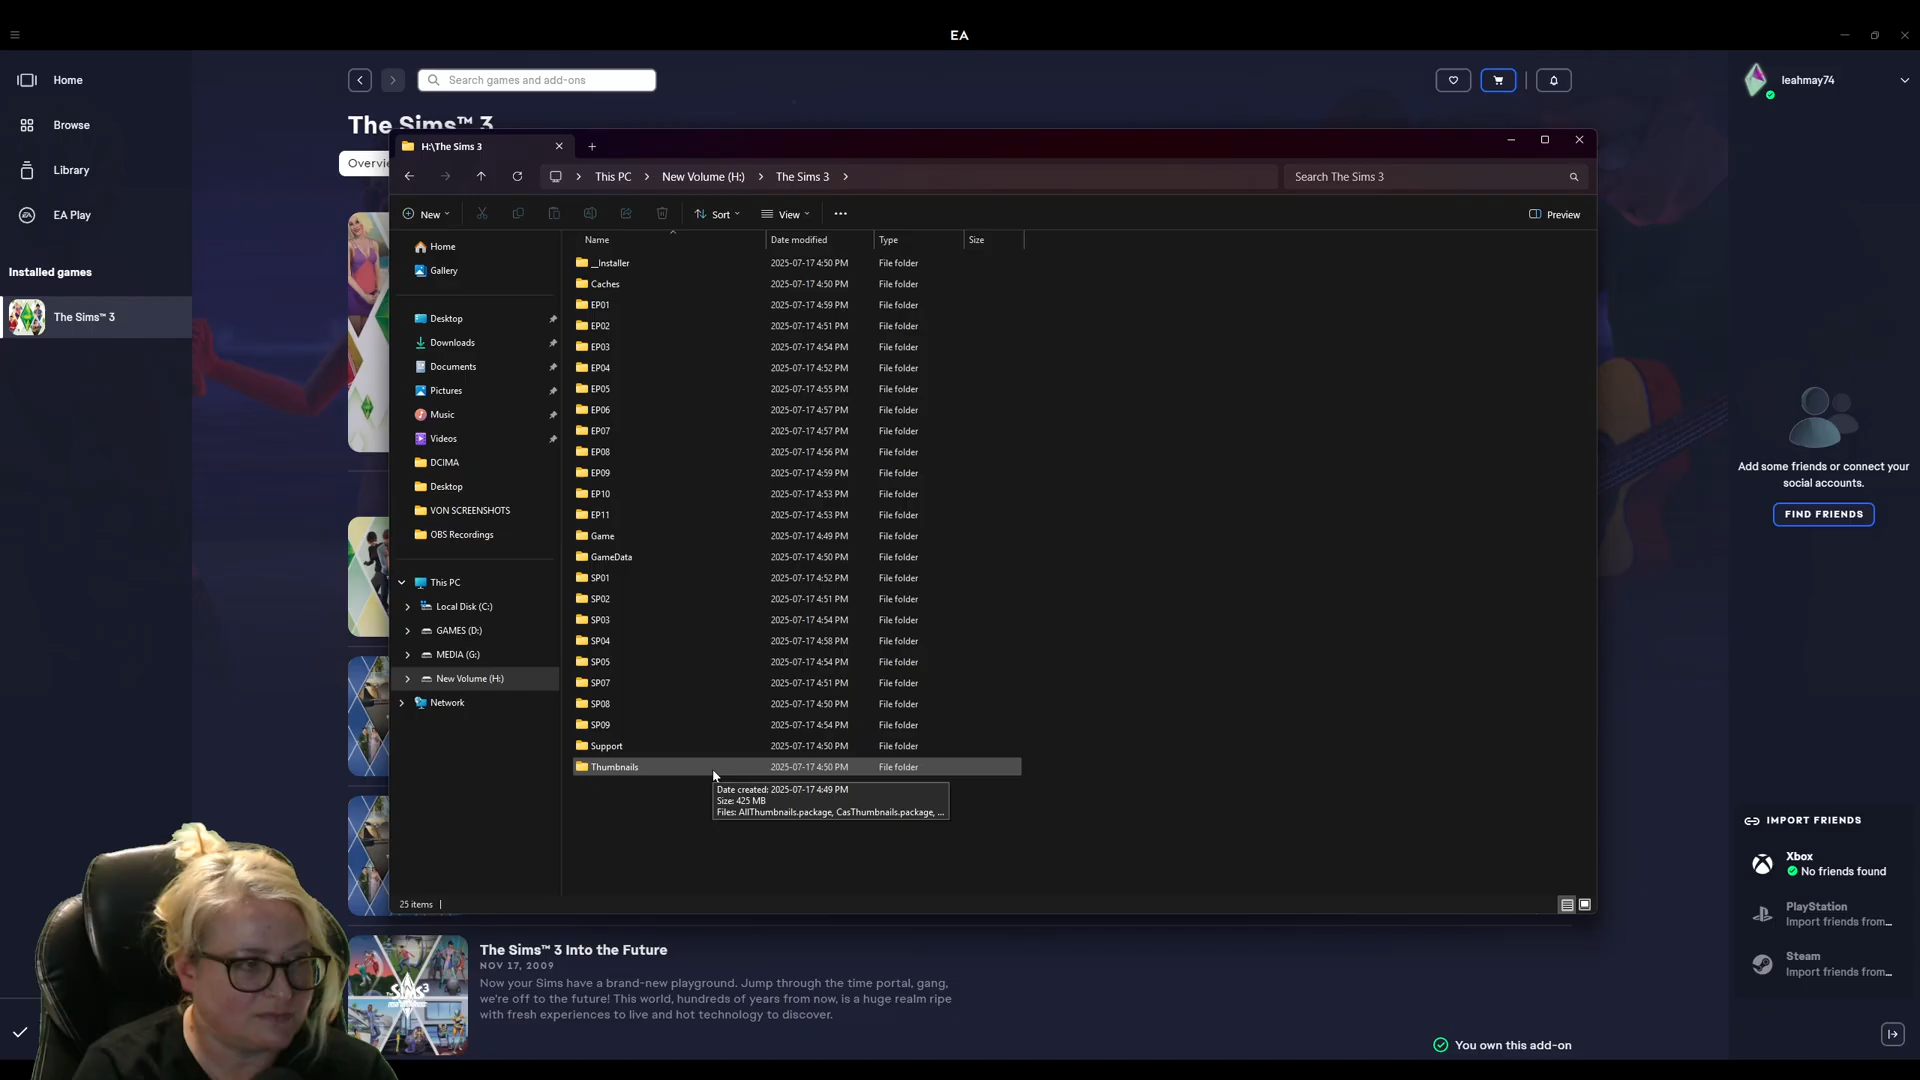 EA
Home
Browse
Library
EA Play
Installed games
The Sims™ 3
Search games and add-ons
leahmay74
The Sims™ 3
Overvie
H:\The Sims 3
This PC
New Volume (H:)
The Sims 3
Search The Sims 3
New
Sort
View
Preview
Home
Gallery
Desktop
Downloads
Documents
Pictures
Music
Videos
DCIMA
Desktop
VON SCREENSHOTS
OBS Recordings
This PC
Local Disk (C:)
GAMES (D:)
MEDIA (G:)
New Volume (H:)
Network
Name Date modified Type Size
__Installer 2025-07-17 4:50 PM File folder
Caches 2025-07-17 4:50 PM File folder
EP01 2025-07-17 4:59 PM File folder
EP02 2025-07-17 4:51 PM File folder
EP03 2025-07-17 4:54 PM File folder
EP04 2025-07-17 4:52 PM File folder
EP05 2025-07-17 4:55 PM File folder
EP06 2025-07-17 4:57 PM File folder
EP07 2025-07-17 4:57 PM File folder
EP08 2025-07-17 4:56 PM File folder
EP09 2025-07-17 4:59 PM File folder
EP10 2025-07-17 4:53 PM File folder
EP11 2025-07-17 4:53 PM File folder
Game 2025-07-17 4:49 PM File folder
GameData 2025-07-17 4:50 PM File folder
SP01 2025-07-17 4:52 PM File folder
SP02 2025-07-17 4:51 PM File folder
SP03 2025-07-17 4:54 PM File folder
SP04 2025-07-17 4:58 PM File folder
SP05 2025-07-17 4:54 PM File folder
SP07 2025-07-17 4:51 PM File folder
SP08 2025-07-17 4:50 PM File folder
SP09 2025-07-17 4:54 PM File folder
Support 2025-07-17 4:50 PM File folder
Thumbnails 2025-07-17 4:50 PM File folder
Date created: 2025-07-17 4:49 PM
Size: 425 MB
Files: AllThumbnails.package, CasThumbnails.package, ...
25 items
Add some friends or connect your
social accounts.
FIND FRIENDS
IMPORT FRIENDS
Xbox
No friends found
PlayStation
Import friends from...
Steam
Import friends from...
The Sims™ 3 Into the Future
NOV 17, 2009
Now your Sims have a brand-new playground. Jump through the time portal, gang,
we're off to the future! This world, hundreds of years from now, is a huge realm ripe
with fresh experiences to live and hot technology to discover.
You own this add-on